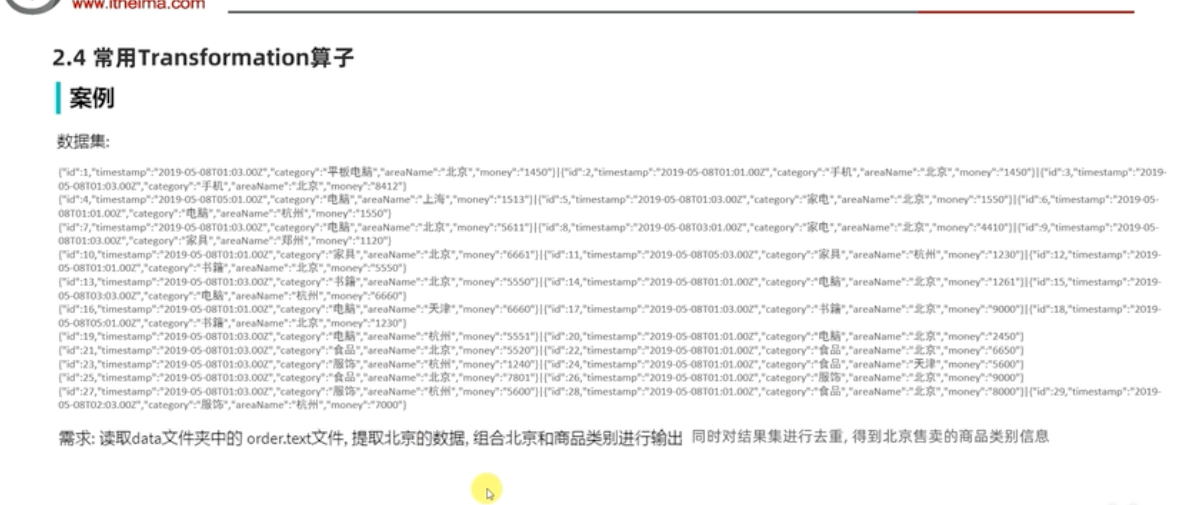 www.itheima.com
2.4 常用Transformation算子
案例
数据集:
{"id":1,"timestamp":"2019-05-08T01:03.00Z","category":"平板电脑","areaName":"北京","money":"1450"}|{"id":2,"timestamp":"2019-05-08T01:01.00Z","category":"手机","areaName":"北京","money":"1450"}|{"id":3,"timestamp":"2019-
05-08T01:03.00Z","category":"手机","areaName":"北京","money":"8412"}
{"id":4,"timestamp":"2019-05-08T05:01.00Z","category":"电脑","areaName":"上海","money":"1513"}|{"id":5,"timestamp":"2019-05-08T01:03.00Z","category":"家电","areaName":"北京","money":"1550"}|{"id":6,"timestamp":"2019-05-
08T01:01.00Z","category":"电脑","areaName":"杭州","money":"1550"}
{"id":7,"timestamp":"2019-05-08T01:03.00Z","category":"电脑","areaName":"北京","money":"5611"}|{"id":8,"timestamp":"2019-05-08T03:01.00Z","category":"家电","areaName":"北京","money":"4410"}|{"id":9,"timestamp":"2019-05-
08T01:03.00Z","category":"家具","areaName":"郑州","money":"1120"}
{"id":10,"timestamp":"2019-05-08T01:01.00Z","category":"家具","areaName":"北京","money":"6661"}|{"id":11,"timestamp":"2019-05-08T05:03.00Z","category":"家具","areaName":"杭州","money":"1230"}|{"id":12,"timestamp":"2019-
05-08T01:01.00Z","category":"书籍","areaName":"北京","money":"5550"}
{"id":13,"timestamp":"2019-05-08T01:03.00Z","category":"书籍","areaName":"北京","money":"5550"}|{"id":14,"timestamp":"2019-05-08T01:01.00Z","category":"电脑","areaName":"北京","money":"1261"}|{"id":15,"timestamp":"2019-
05-08T03:03.00Z","category":"电脑","areaName":"杭州","money":"6660"}
{"id":16,"timestamp":"2019-05-08T01:01.00Z","category":"电脑","areaName":"天津","money":"6660"}|{"id":17,"timestamp":"2019-05-08T01:03.00Z","category":"书籍","areaName":"北京","money":"9000"}|{"id":18,"timestamp":"2019-
05-08T05:01.00Z","category":"书籍","areaName":"北京","money":"1230"}
{"id":19,"timestamp":"2019-05-08T01:03.00Z","category":"电脑","areaName":"杭州","money":"5551"}|{"id":20,"timestamp":"2019-05-08T01:01.00Z","category":"电脑","areaName":"北京","money":"2450"}
{"id":21,"timestamp":"2019-05-08T01:03.00Z","category":"食品","areaName":"北京","money":"5520"}|{"id":22,"timestamp":"2019-05-08T01:01.00Z","category":"食品","areaName":"北京","money":"6650"}
{"id":23,"timestamp":"2019-05-08T01:03.00Z","category":"服饰","areaName":"杭州","money":"1240"}|{"id":24,"timestamp":"2019-05-08T01:01.00Z","category":"食品","areaName":"天津","money":"5600"}
{"id":25,"timestamp":"2019-05-08T01:03.00Z","category":"食品","areaName":"北京","money":"7801"}|{"id":26,"timestamp":"2019-05-08T01:01.00Z","category":"服饰","areaName":"北京","money":"9000"}
{"id":27,"timestamp":"2019-05-08T01:03.00Z","category":"服饰","areaName":"杭州","money":"5600"}|{"id":28,"timestamp":"2019-05-08T01:01.00Z","category":"食品","areaName":"北京","money":"8000"}|{"id":29,"timestamp":"2019-
05-08T02:03.00Z","category":"服饰","areaName":"杭州","money":"7000"}
需求: 读取data文件夹中的 order.text文件, 提取北京的数据, 组合北京和商品类别进行输出 同时对结果集进行去重, 得到北京售卖的商品类别信息